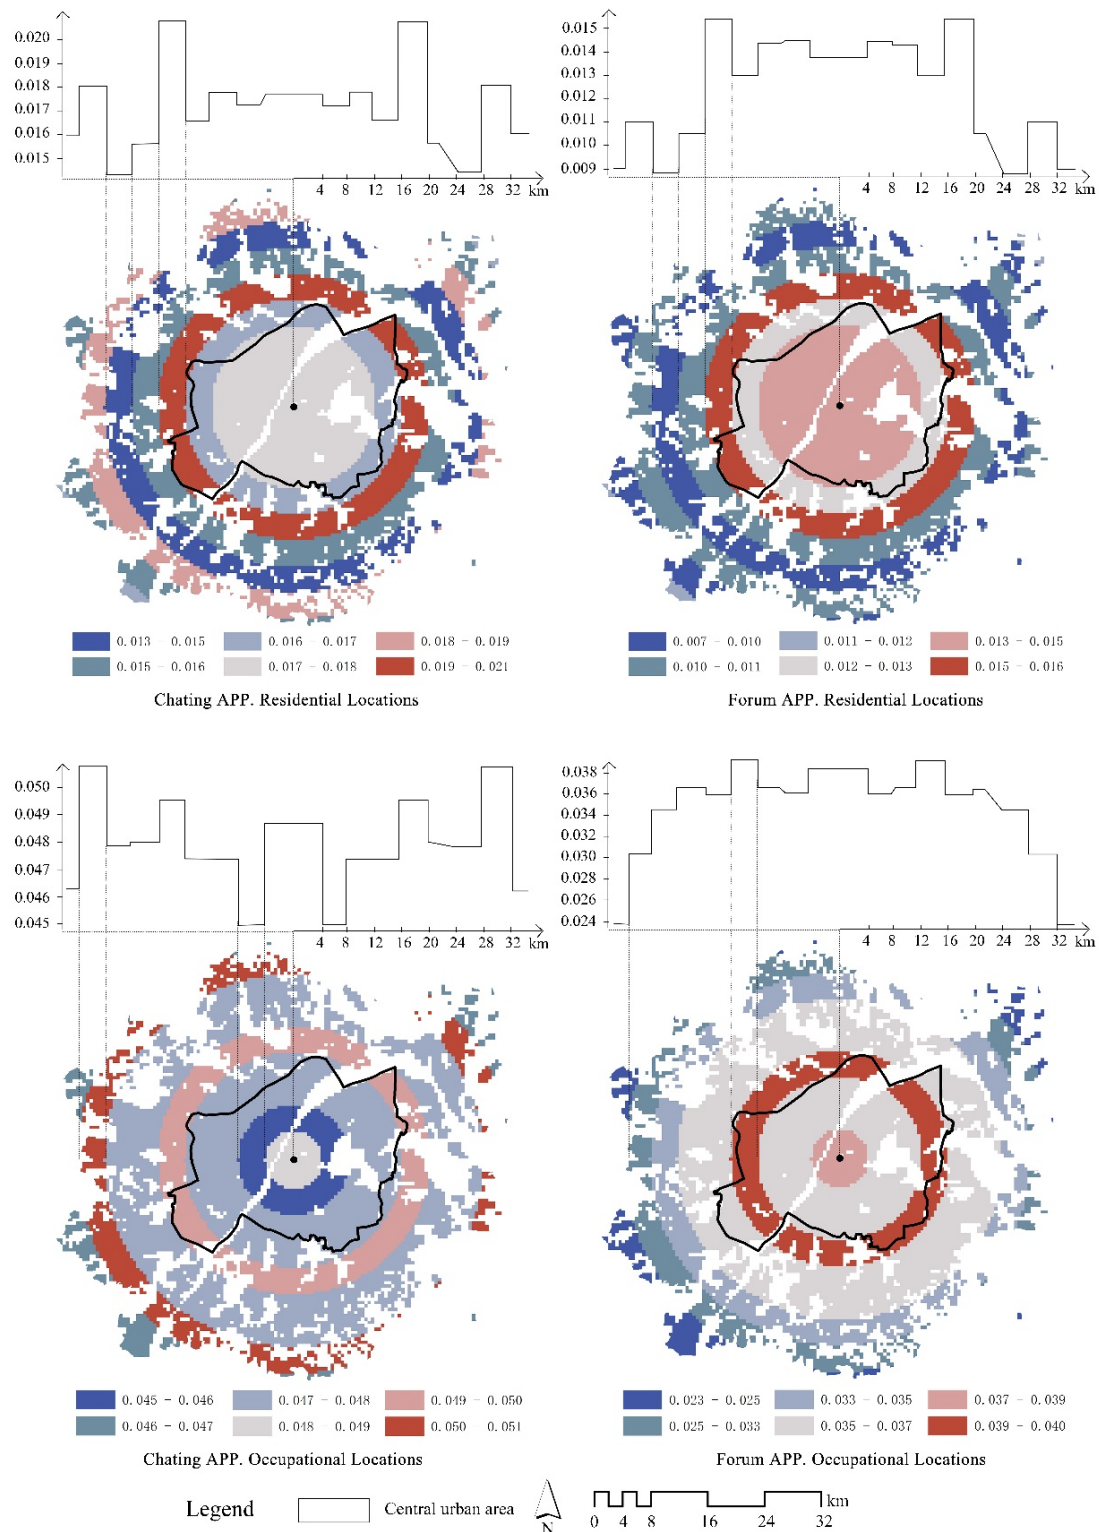 0.020
0.019
0.018
0.017
0.016
0.015
4 8 12 16 20 24 28 32 km
0.015
0.014
0.013
0.011
0.010
0.009
4 8 12 16 20 24 28 32 km
0.013 - 0.015 0.016 - 0.017 0.018 - 0.019
0.015 - 0.016 0.017 - 0.018 0.019 - 0.021
Chating APP. Residential Locations
0.007 - 0.010 0.011 - 0.012 0.013 - 0.015
0.010 - 0.011 0.012 - 0.013 0.015 - 0.016
Forum APP. Residential Locations
0.050
0.049
0.048
0.047
0.046
0.045
4 8 12 16 20 24 28 32 km
0.038
0.036
0.032
0.030
0.028
0.026
0.024
4 8 12 16 20 24 28 32 km
0.045 - 0.046 0.047 - 0.048 0.049 - 0.050
0.046 - 0.047 0.048 - 0.049 0.050 - 0.051
Chating APP. Occupational Locations
0.023 - 0.025 0.033 - 0.035 0.037 - 0.039
0.025 - 0.033 0.035 - 0.037 0.039 - 0.040
Forum APP. Occupational Locations
Legend Central urban area N 0 4 8 16 24 32 km